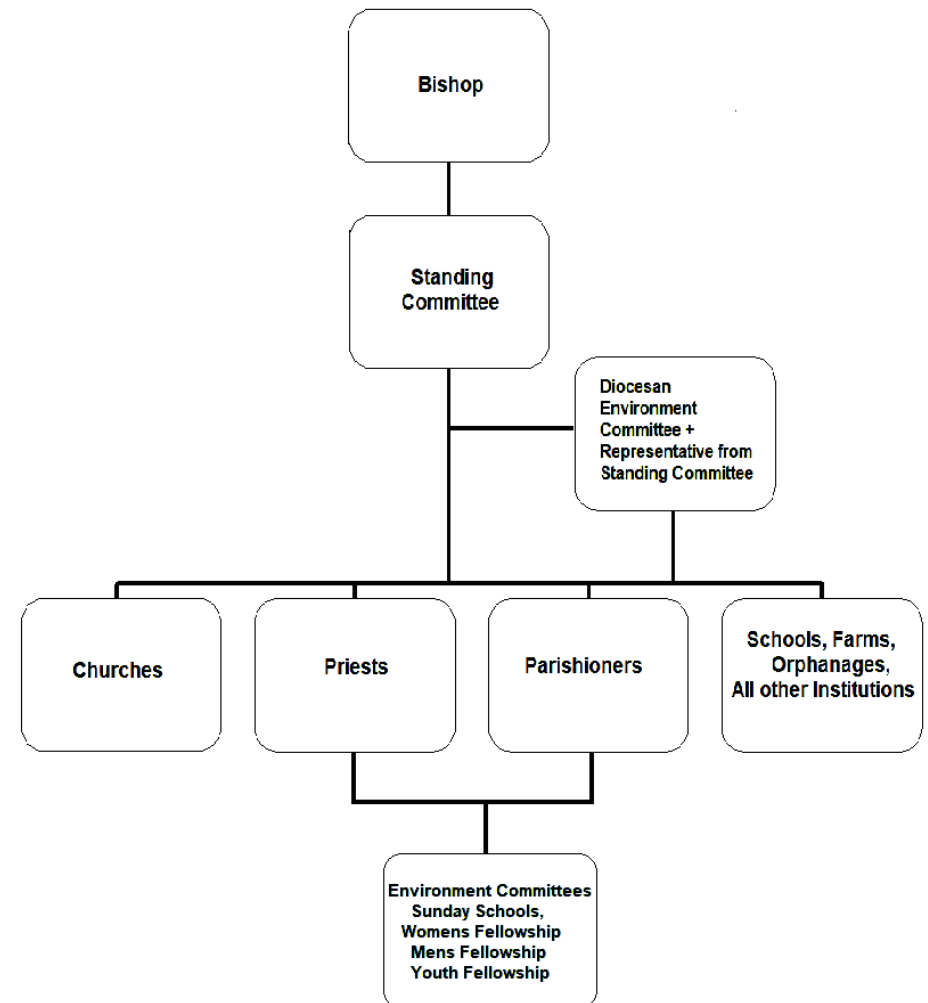 Bishop
Standing
Committee
Diocesan
Environment
Committee +
Representative from
Standing Committee
Churches
Priests
Parishioners
Schools, Farms,
Orphanages,
All other Institutions
Environment Committees
Sunday Schools,
Womens Fellowship
Mens Fellowship
Youth Fellowship